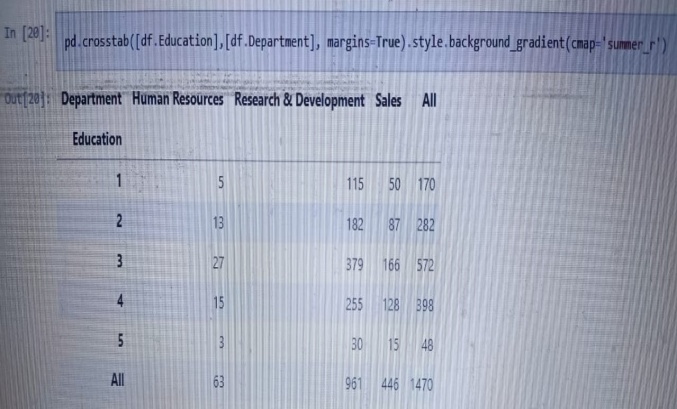 In [20]: pd.crosstab([df.Education],[df.Department], margins=True).style.background_gradient(cmap='summer_r')
Out[20]: Department Human Resources Research & Development Sales All
Education
1 5 115 50 170
2 13 182 87 282
3 27 379 166 572
4 15 255 128 398
5 3 30 15 48
All 63 961 446 1470